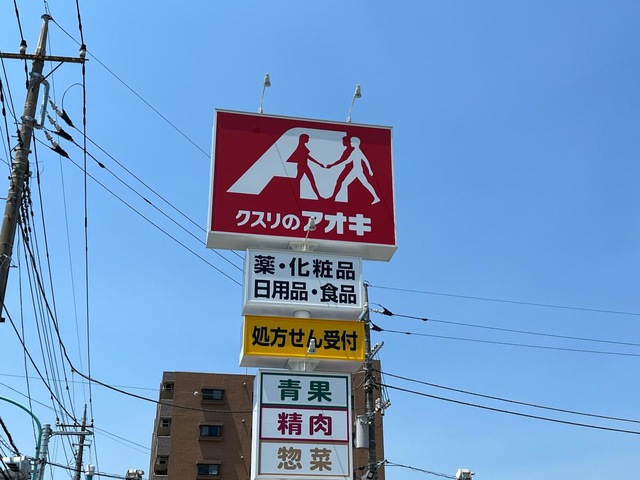 クスリのアオキ
薬・化粧品
日用品・食品
処方せん受付
青果
精肉
惣菜